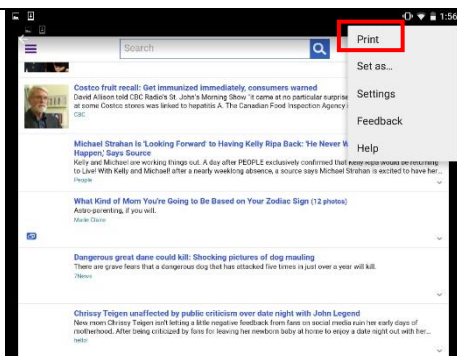 1:56
Search
Print
Set as...
Settings
Feedback
Help
Costco fruit recall: Get immunized immediately, consumers warned
David Allison told CBC Radio's St. John's Morning Show "it came at no particular surprise
at some Costco stores was linked to hepatitis A. The Canadian Food Inspection Agency
CBC
Michael Strahan Is 'Looking Forward' to Having Kelly Ripa Back: 'He Never W
Happen,' Says Source
Kelly and Michael are working things out. A day after PEOPLE exclusively confirmed that Kelly Ripa would be returning
to Live! With Kelly and Michael! after a nearly weeklong absence, a source says Michael Strahan is excited to have her...
People
What Kind of Mom You're Going to Be Based on Your Zodiac Sign (12 photos)
Astro-parenting, if you will.
Marie Claire
Dangerous great dane could kill: Shocking pictures of dog mauling
There are grave fears that a dangerous dog that has attacked five times in just over a year will kill.
7News
Chrissy Teigen unaffected by public criticism over date night with John Legend
New mom Chrissy Teigen isn't letting a little negative feedback from fans on social media ruin her early days of
motherhood. After being criticized by fans for leaving her newborn baby at home to enjoy a date night out with her...
hello!